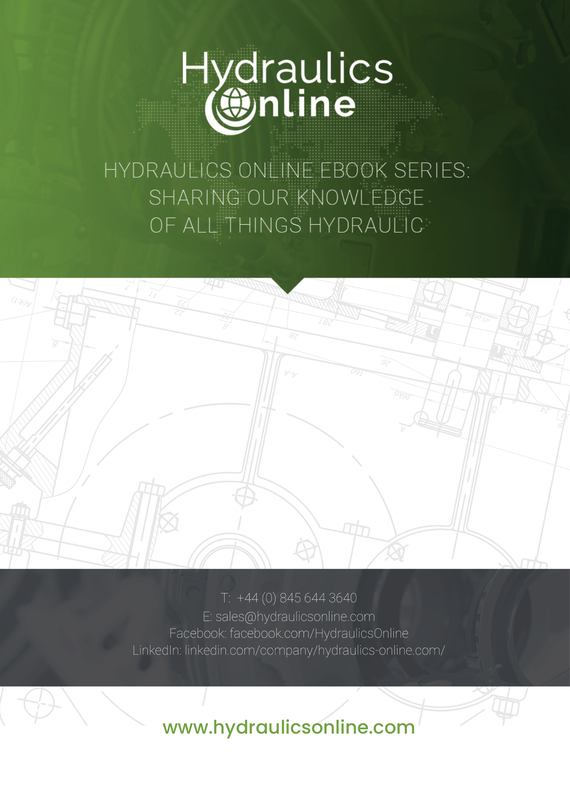 Hydraulics
Online
HYDRAULICS ONLINE EBOOK SERIES:
SHARING OUR KNOWLEDGE
OF ALL THINGS HYDRAULIC
T: +44 (0) 845 644 3640
E: sales@hydraulicsonline.com
Facebook: facebook.com/HydraulicsOnline
LinkedIn: linkedin.com/company/hydraulics-online.com/
www.hydraulicsonline.com